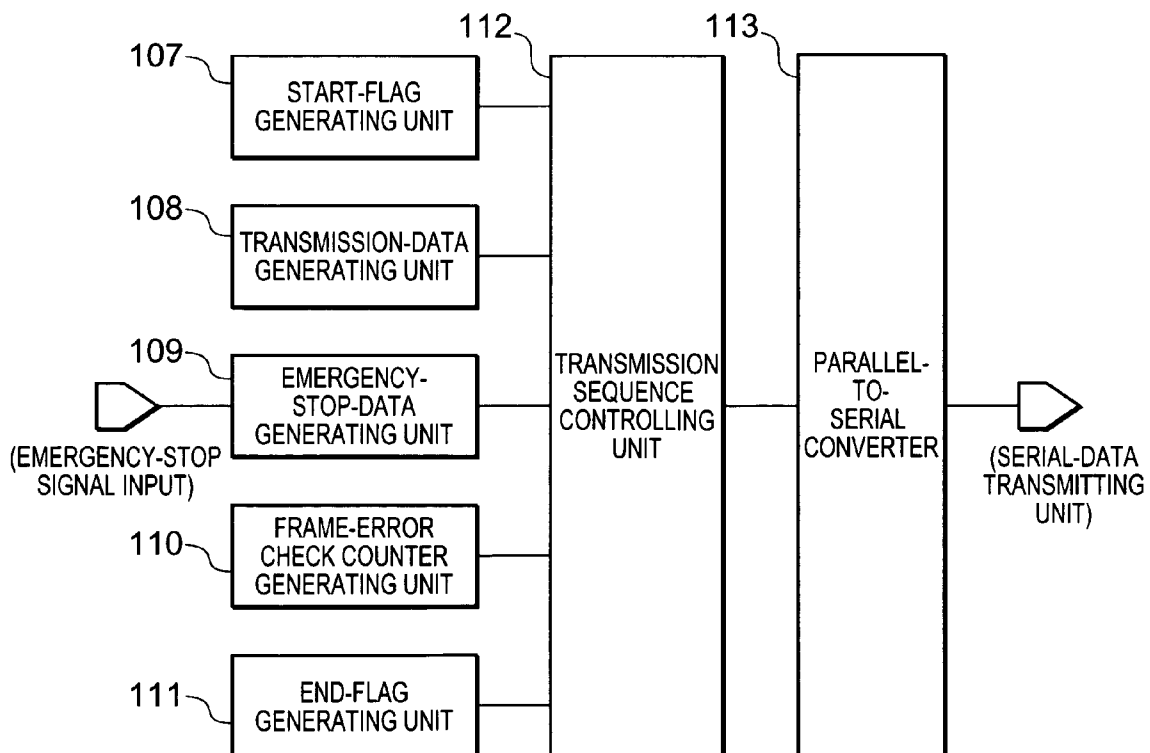 107
START-FLAG
GENERATING UNIT
108
TRANSMISSION-DATA
GENERATING UNIT
109
EMERGENCY-
STOP-DATA
GENERATING UNIT
(EMERGENCY-STOP
SIGNAL INPUT)
110
FRAME-ERROR
CHECK COUNTER
GENERATING UNIT
111
END-FLAG
GENERATING UNIT
112
TRANSMISSION
SEQUENCE
CONTROLLING
UNIT
113
PARALLEL-
TO-
SERIAL
CONVERTER
(SERIAL-DATA
TRANSMITTING
UNIT)